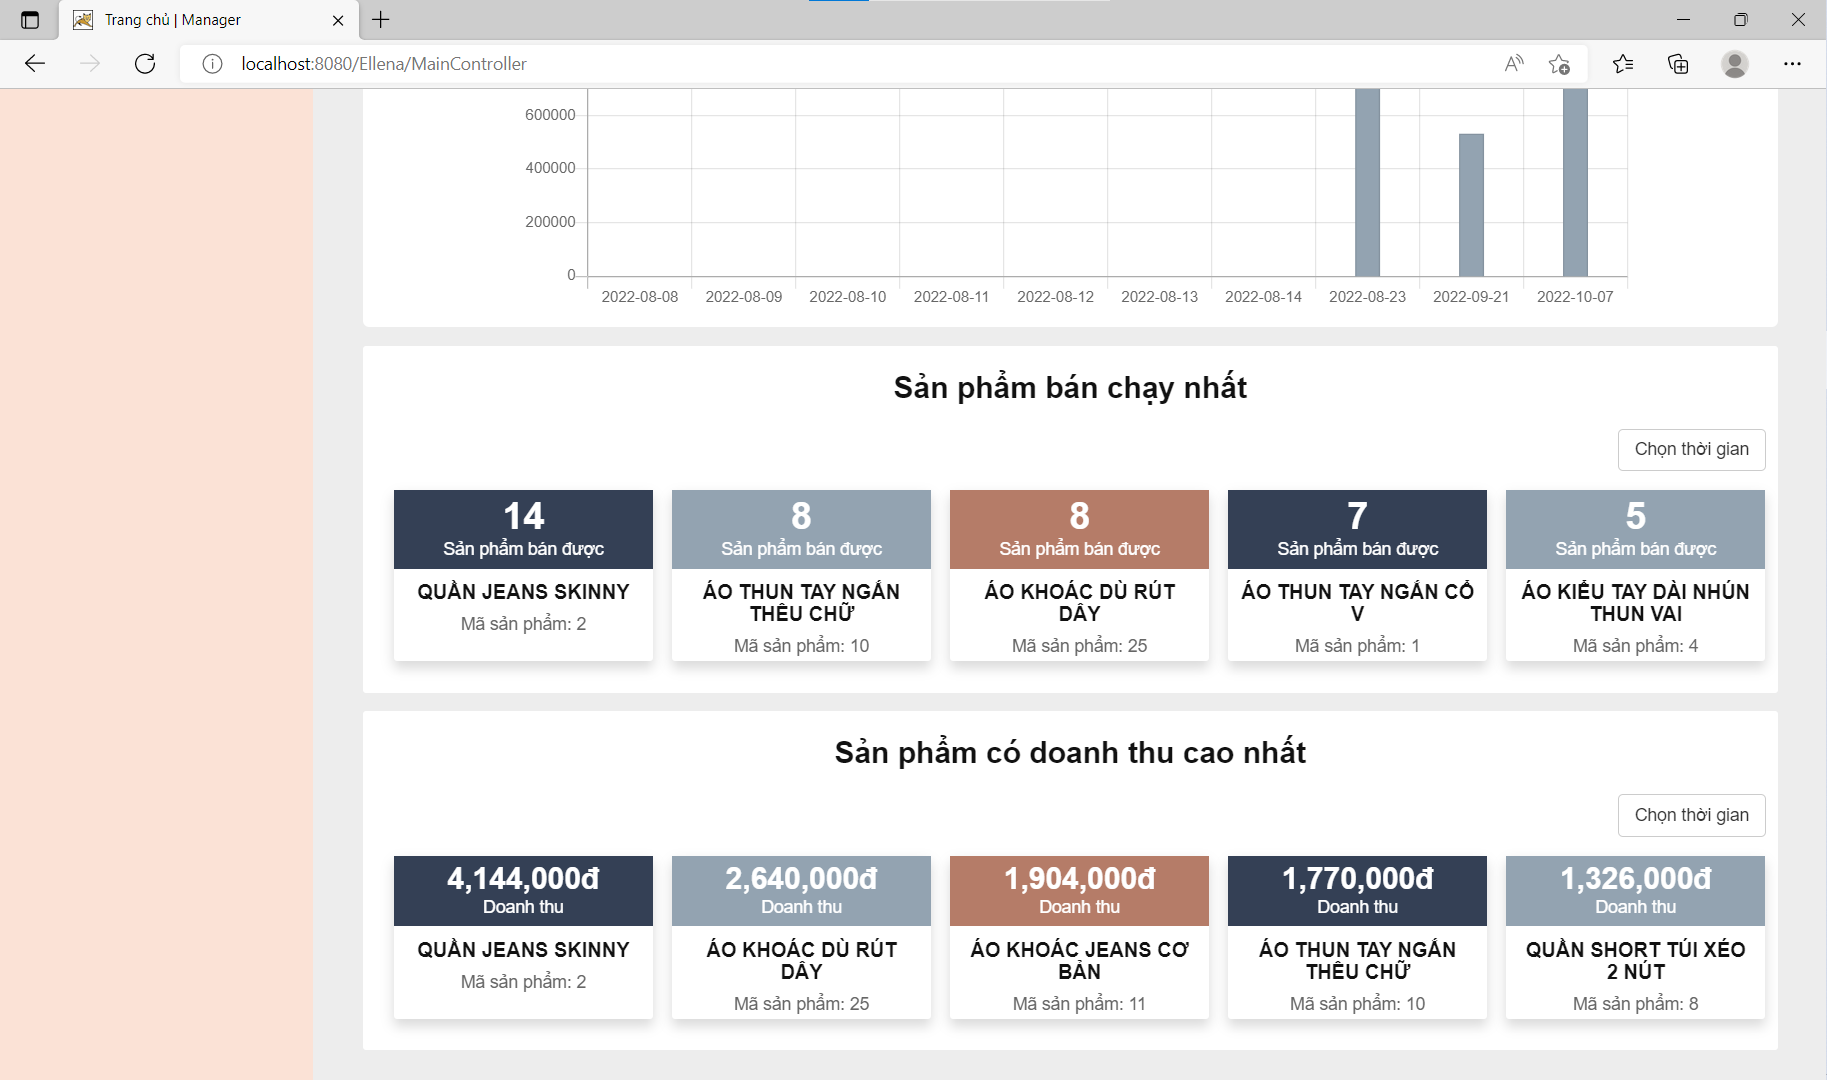 Trang chủ | Manager
localhost:8080/Ellena/MainController
600000
400000
200000
0
2022-08-08 2022-08-09 2022-08-10 2022-08-11 2022-08-12 2022-08-13 2022-08-14 2022-08-23 2022-09-21 2022-10-07
Sản phẩm bán chạy nhất
Chọn thời gian
14
Sản phẩm bán được
QUẦN JEANS SKINNY
Mã sản phẩm: 2
8
Sản phẩm bán được
ÁO THUN TAY NGẮN
THÊU CHỮ
Mã sản phẩm: 10
8
Sản phẩm bán được
ÁO KHOÁC DÙ RÚT
DÂY
Mã sản phẩm: 25
7
Sản phẩm bán được
ÁO THUN TAY NGẮN CỔ
V
Mã sản phẩm: 1
5
Sản phẩm bán được
ÁO KIỂU TAY DÀI NHÚN
THUN VAI
Mã sản phẩm: 4
Sản phẩm có doanh thu cao nhất
Chọn thời gian
4,144,000đ
Doanh thu
QUẦN JEANS SKINNY
Mã sản phẩm: 2
2,640,000đ
Doanh thu
ÁO KHOÁC DÙ RÚT
DÂY
Mã sản phẩm: 25
1,904,000đ
Doanh thu
ÁO KHOÁC JEANS CƠ
BẢN
Mã sản phẩm: 11
1,770,000đ
Doanh thu
ÁO THUN TAY NGẮN
THÊU CHỮ
Mã sản phẩm: 10
1,326,000đ
Doanh thu
QUẦN SHORT TÚI XÉO
2 NÚT
Mã sản phẩm: 8